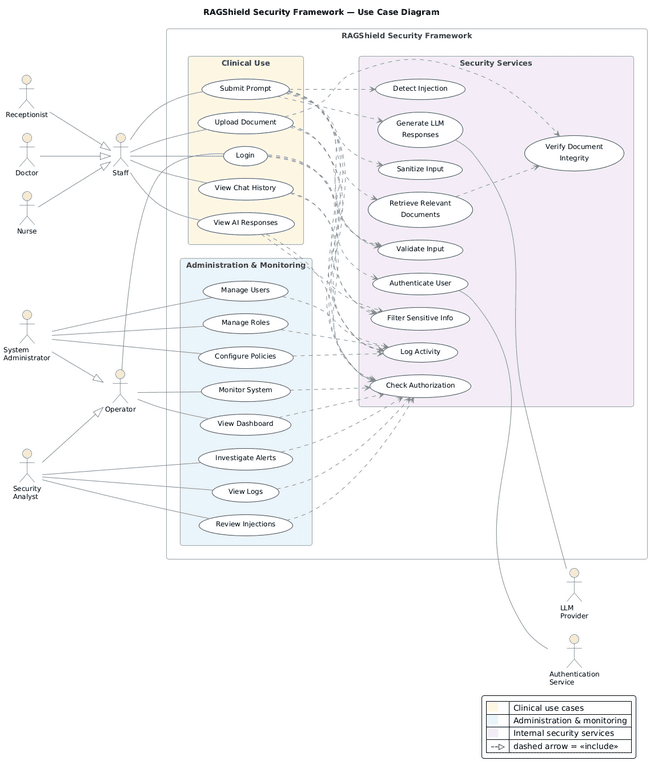 RAGShield Security Framework — Use Case Diagram
RAGShield Security Framework
Clinical Use
Submit Prompt
Upload Document
Login
View Chat History
View AI Responses
Administration & Monitoring
Manage Users
Manage Roles
Configure Policies
Monitor System
View Dashboard
Investigate Alerts
View Logs
Review Injections
Security Services
Detect Injection
Generate LLM
Responses
Sanitize Input
Retrieve Relevant
Documents
Validate Input
Authenticate User
Filter Sensitive Info
Log Activity
Check Authorization
Verify Document
Integrity
Receptionist
Doctor
Nurse
Staff
System
Administrator
Operator
Security
Analyst
LLM
Provider
Authentication
Service
Clinical use cases
Administration & monitoring
Internal security services
dashed arrow = «include»